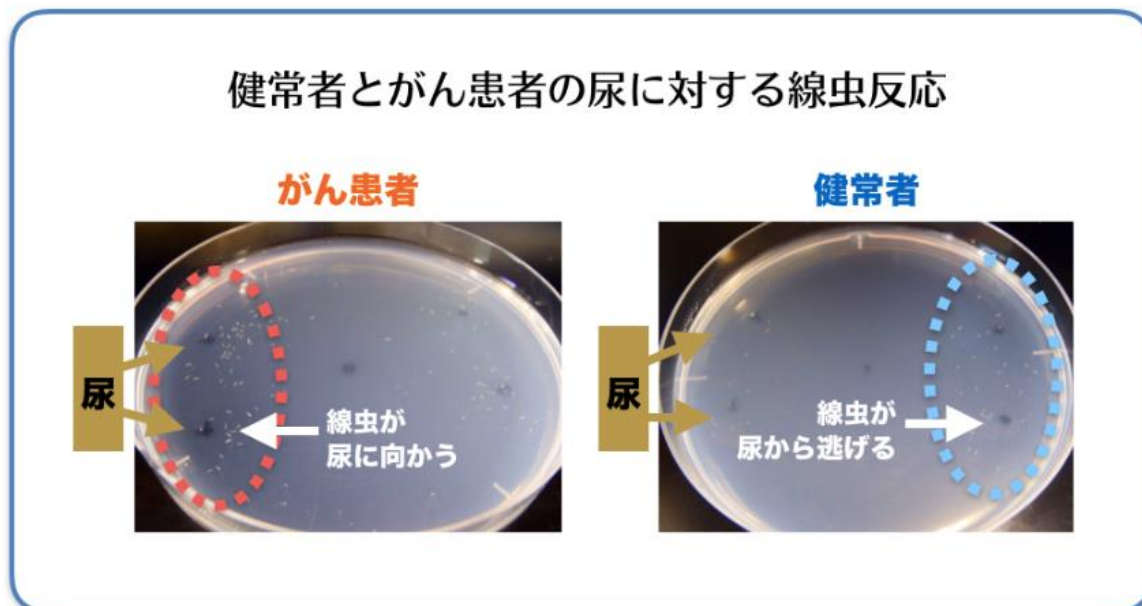 健常者とがん患者の尿に対する線虫反応
がん患者
健常者
尿
線虫が
尿に向かう
尿
線虫が
尿から逃げる